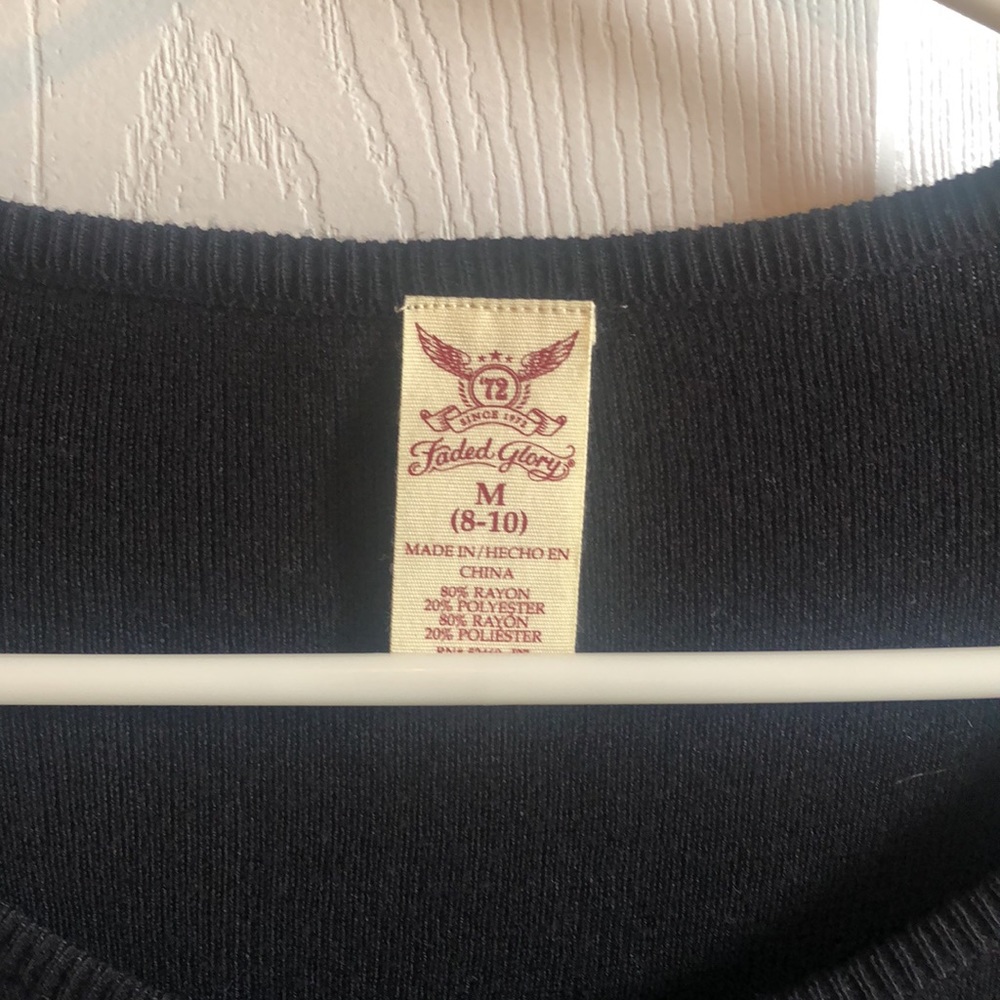 '72
SINCE 1972
Faded Glory®
M
(8-10)
MADE IN/HECHO EN
CHINA
80% RAYON
20% POLYESTER
80% RAYÓN
20% POLIÉSTER
RN#